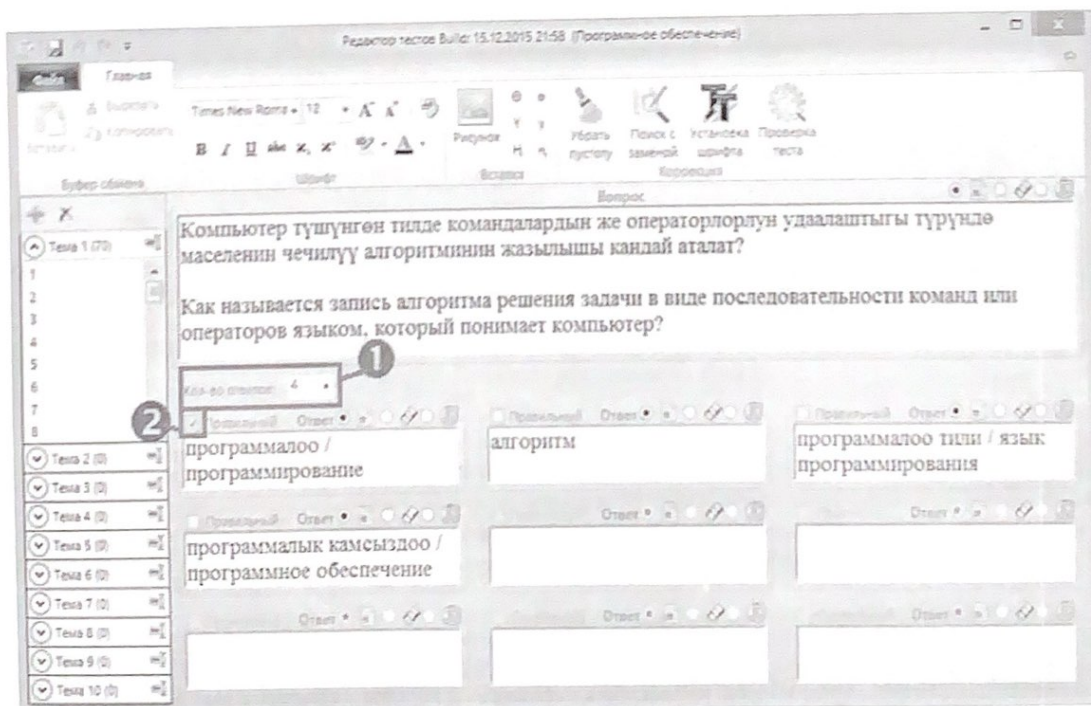 Редактор тестов Build: 15.12.2015 21:58 (Программное обеспечение)
Файл Главная
Вырезать
Копировать
Вставить
Times New Roma 12 A A
B I U abc x, x² A
Рисунок
Убрать пустоту
Поиск с заменой
Установка шрифта
Проверка теста
Буфер обмена Шрифт Вставка Коррекция
Вопрос
Компьютер түшүнгөн тилде командалардын же операторлорлун удаалаштыгы түрүндө
маселенин чечилүү алгоритминин жазылышы кандай аталат?
Как называется запись алгоритма решения задачи в виде последовательности команд или
операторов языком, который понимает компьютер?
Тема 1 (70)
1
2
3
4
5
6
7
8
Тема 2 (0)
Тема 3 (0)
Тема 4 (0)
Тема 5 (0)
Тема 6 (0)
Тема 7 (0)
Тема 8 (0)
Тема 9 (0)
Тема 10 (0)
1
Кол-во ответов: 4
2
Правильный Ответ
программалоо /
программирование
Правильный Ответ
алгоритм
Правильный Ответ
программалоо тили / язык
программирования
Правильный Ответ
программалык камсыздоо /
программное обеспечение
Ответ
Ответ
Ответ
Ответ
Ответ